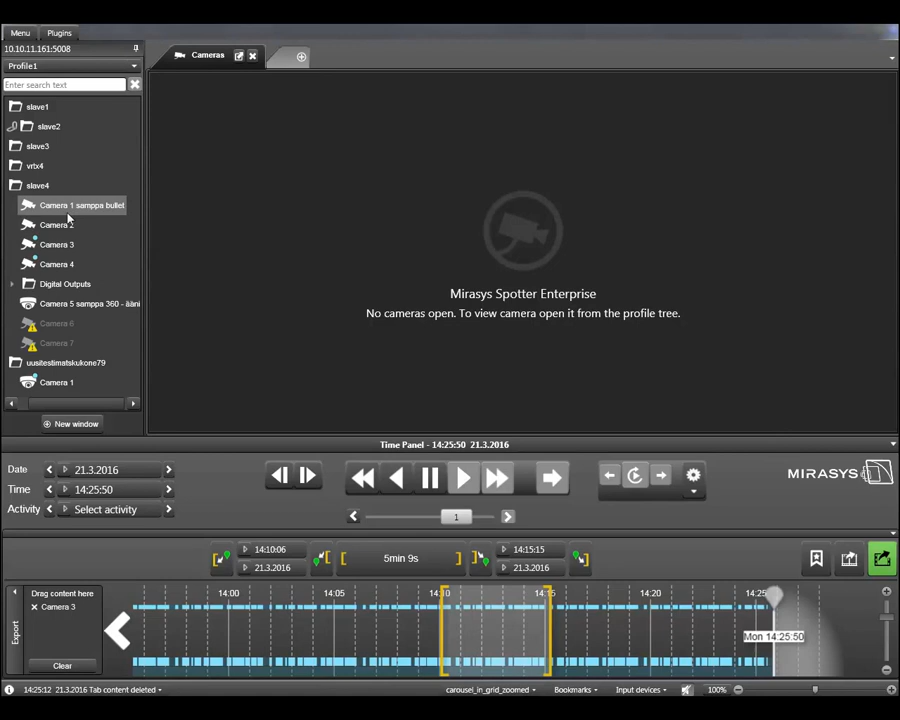 Menu Plugins
10.10.11.161:5008
Profile1
Cameras
Enter search text
slave1
slave2
slave3
vrtx4
slave4
Camera 1 samppa bullet
Camera 2
Camera 3
Camera 4
Digital Outputs
Camera 5 samppa 360 - ääni
Camera 6
Camera 7
uusitestimatskukone79
Camera 1
New window
Mirasys Spotter Enterprise
No cameras open. To view camera open it from the profile tree.
Time Panel - 14:25:50 21.3.2016
Date 21.3.2016
Time 14:25:50
Activity Select activity
1
MIRASYS
14:10:06
21.3.2016
5min 9s
14:15:15
21.3.2016
Export
Drag content here
Camera 3
Clear
14:00 14:05 14:10 14:15 14:20 14:25
Mon 14:25:50
14:25:12 21.3.2016 Tab content deleted
carousel_in_grid_zoomed Bookmarks Input devices 100%